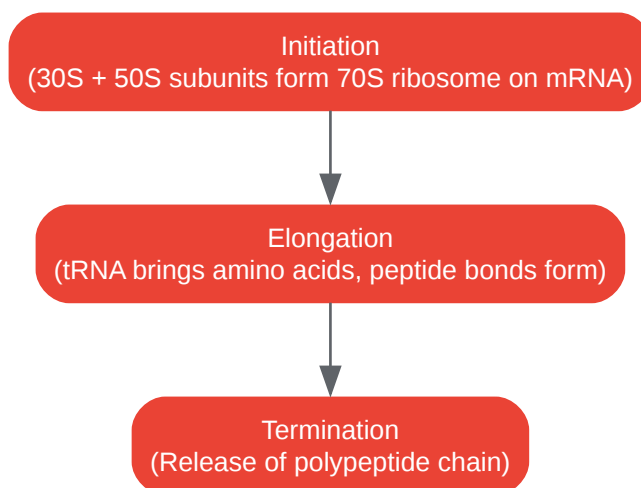 Initiation
(30S + 50S subunits form 70S ribosome on mRNA)
Elongation
(tRNA brings amino acids, peptide bonds form)
Termination
(Release of polypeptide chain)